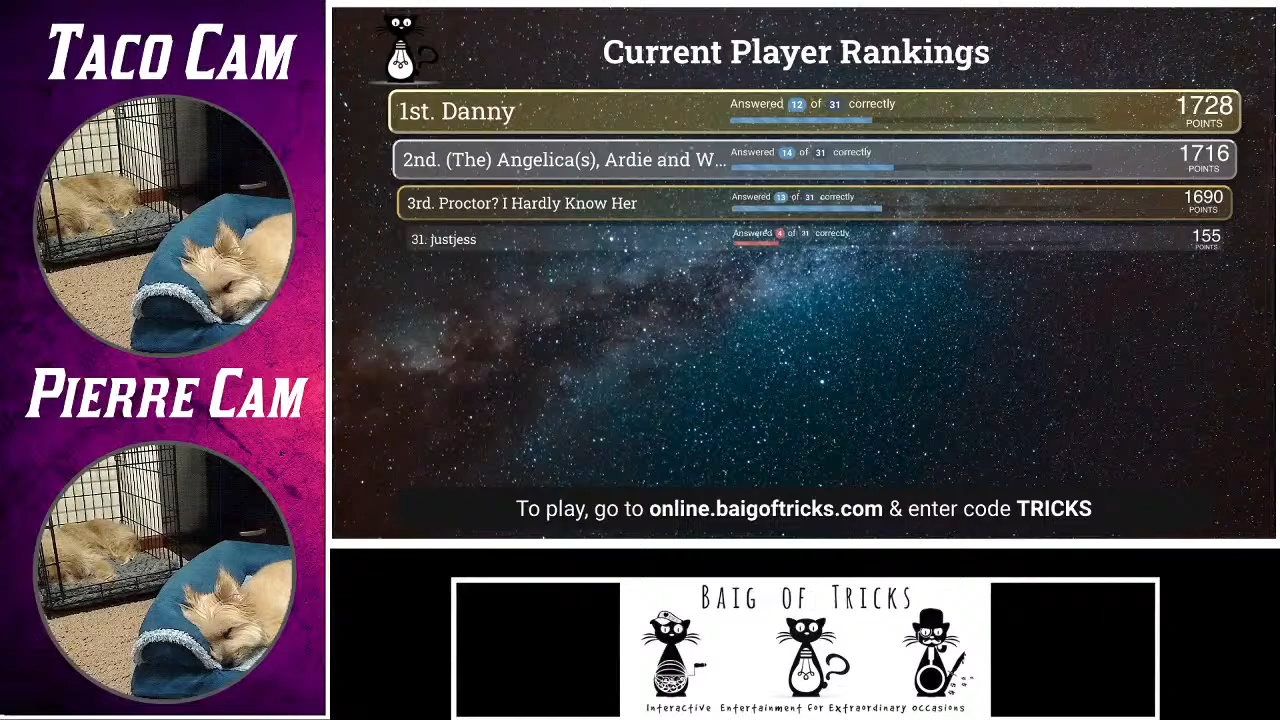 TACO CAM
PIERRE CAM
Current Player Rankings
1st. Danny Answered 12 of 31 correctly 1728 POINTS
2nd. (The) Angelica(s), Ardie and W... Answered 14 of 31 correctly 1716 POINTS
3rd. Proctor? I Hardly Know Her Answered 13 of 31 correctly 1690 POINTS
31. justjess Answered 4 of 31 correctly 155 POINTS
To play, go to online.baigoftricks.com & enter code TRICKS
BAIG OF TRICKS
Interactive Entertainment for Extraordinary occasions